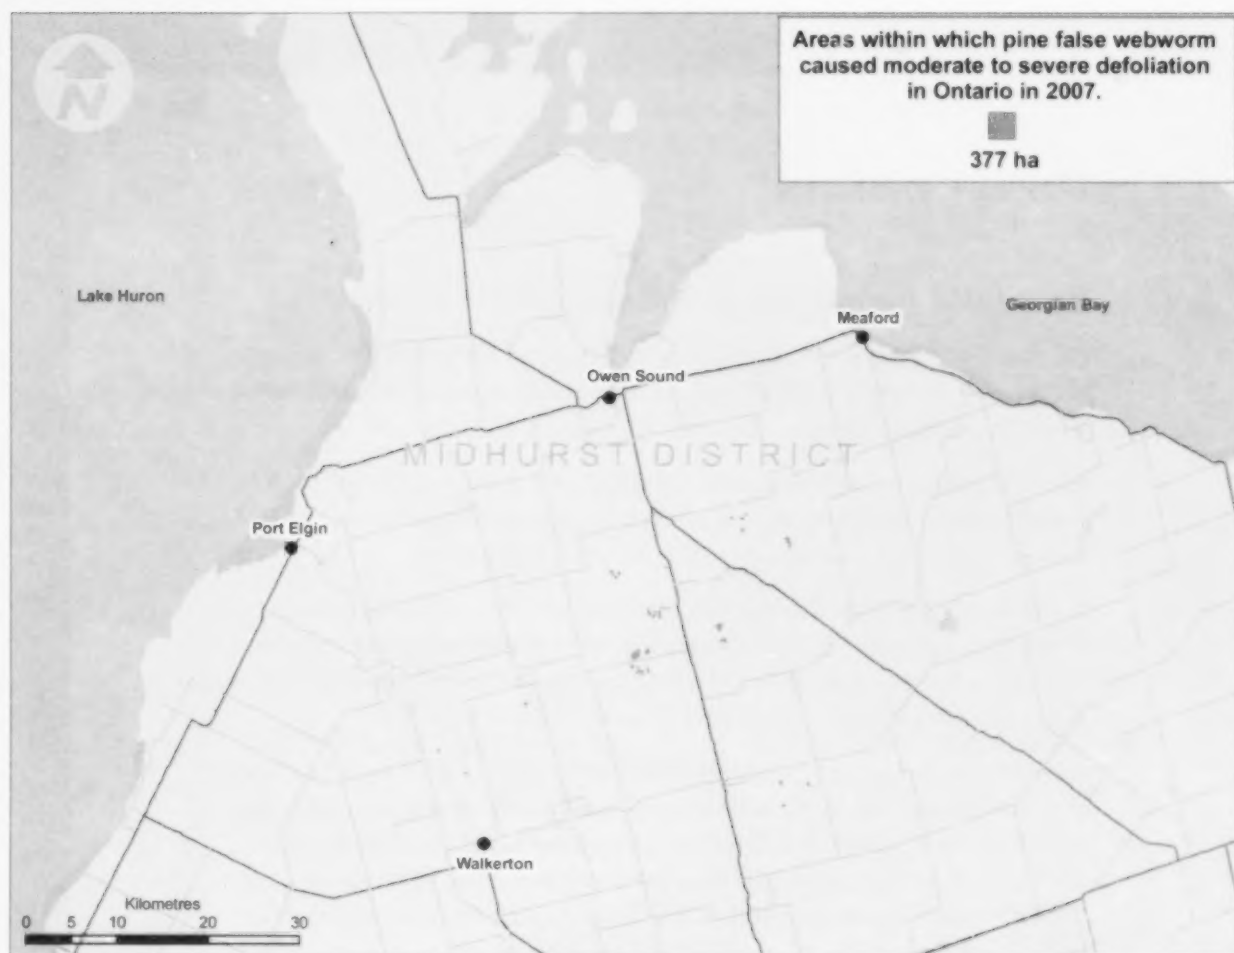 Areas within which pine false webworm
caused moderate to severe defoliation
in Ontario in 2007.
377 ha
N
Lake Huron
Georgian Bay
Meaford
Owen Sound
MIDHURST DISTRICT
Port Elgin
Walkerton
Kilometres
0 5 10 20 30